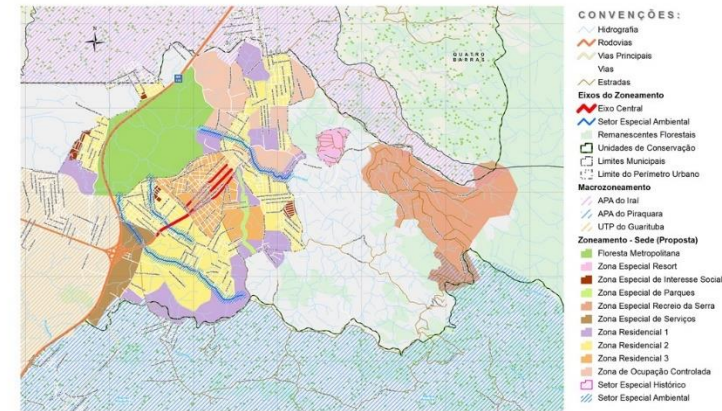 N
QUATRO
BARRAS
CONVENÇÕES:
Hidrografia
Rodovias
Vias Principais
Vias
Estradas
Eixos do Zoneamento
Eixo Central
Setor Especial Ambiental
Remanescentes Florestais
Unidades de Conservação
Limites Municipais
Limite do Perímetro Urbano
Macrozoneamento
APA do Iraí
APA do Piraquara
UTP do Guarituba
Zoneamento - Sede (Proposta)
Floresta Metropolitana
Zona Especial Resort
Zona Especial de Interesse Social
Zona Especial de Parques
Zona Especial Recreio da Serra
Zona Especial de Serviços
Zona Residencial 1
Zona Residencial 2
Zona Residencial 3
Zona de Ocupação Controlada
Setor Especial Histórico
Setor Especial Ambiental